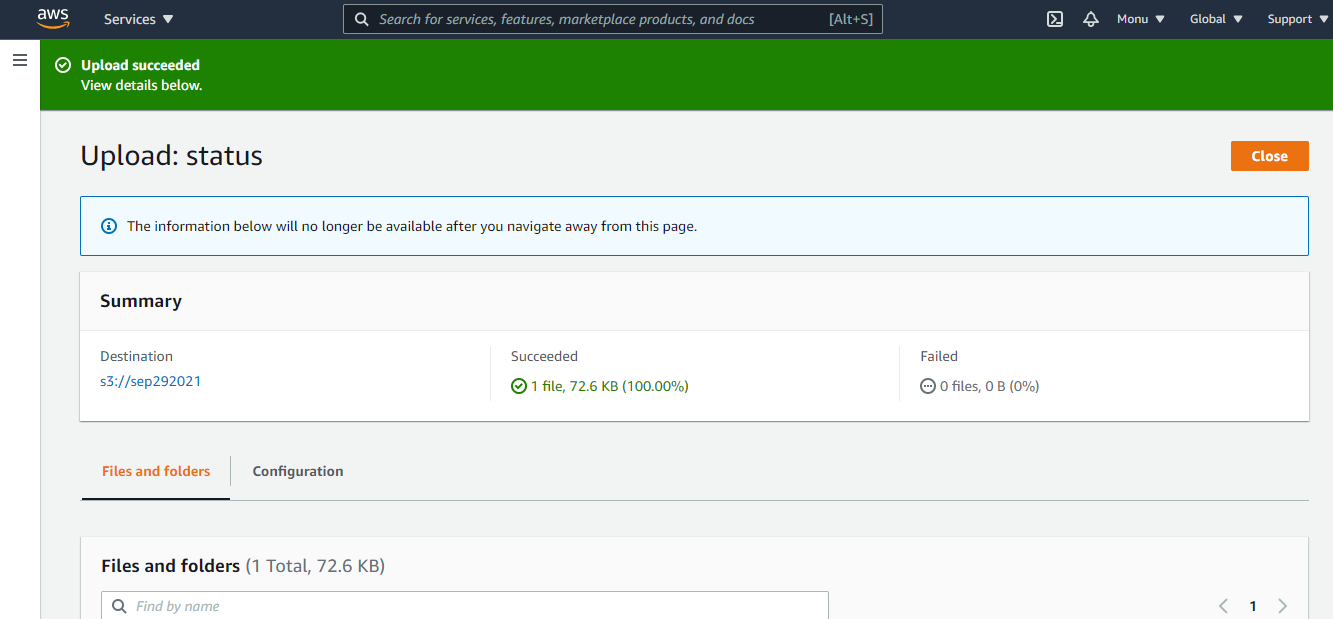 aws Services Search for services, features, marketplace products, and docs [Alt+S] Monu Global Support
Upload succeeded
View details below.
Upload: status Close
The information below will no longer be available after you navigate away from this page.
Summary
Destination Succeeded Failed
s3://sep292021 1 file, 72.6 KB (100.00%) 0 files, 0 B (0%)
Files and folders Configuration
Files and folders (1 Total, 72.6 KB)
Find by name 1